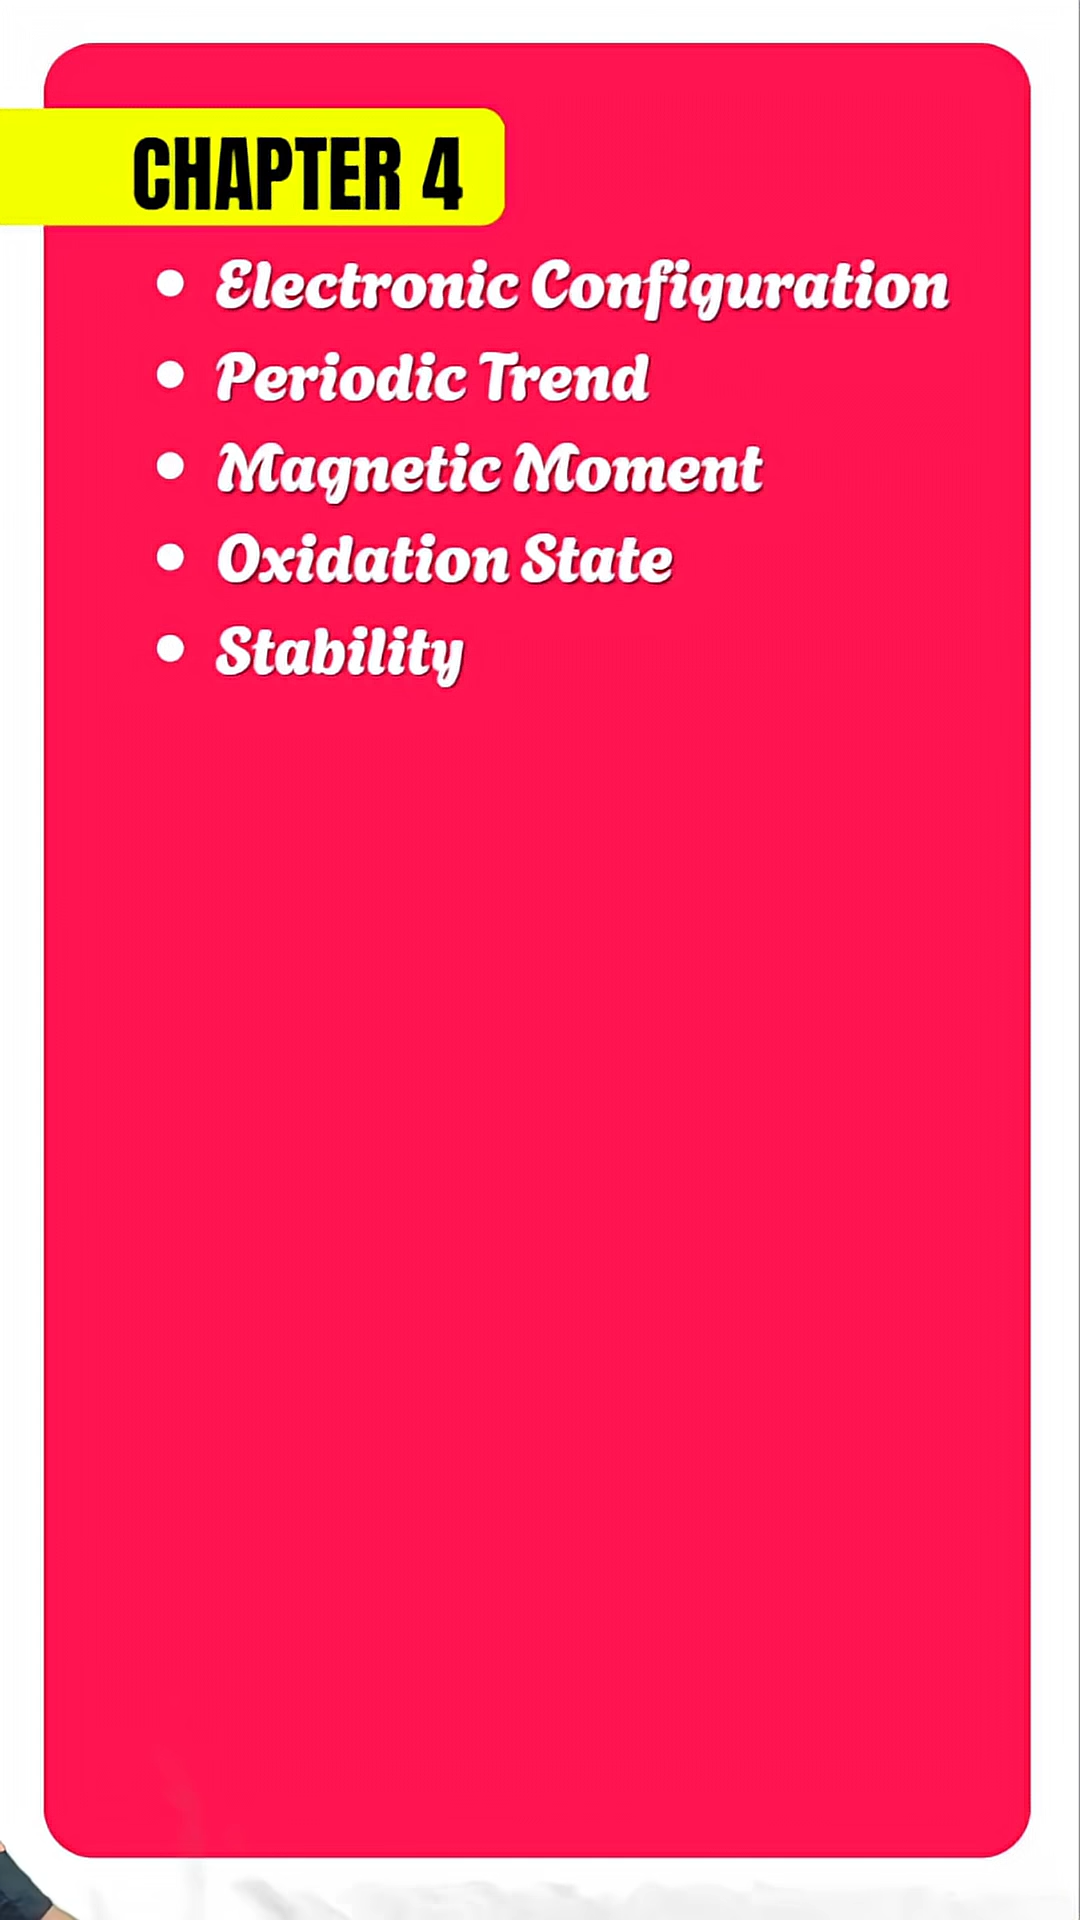 CHAPTER 4
• Electronic Configuration
• Periodic Trend
• Magnetic Moment
• Oxidation State
• Stability